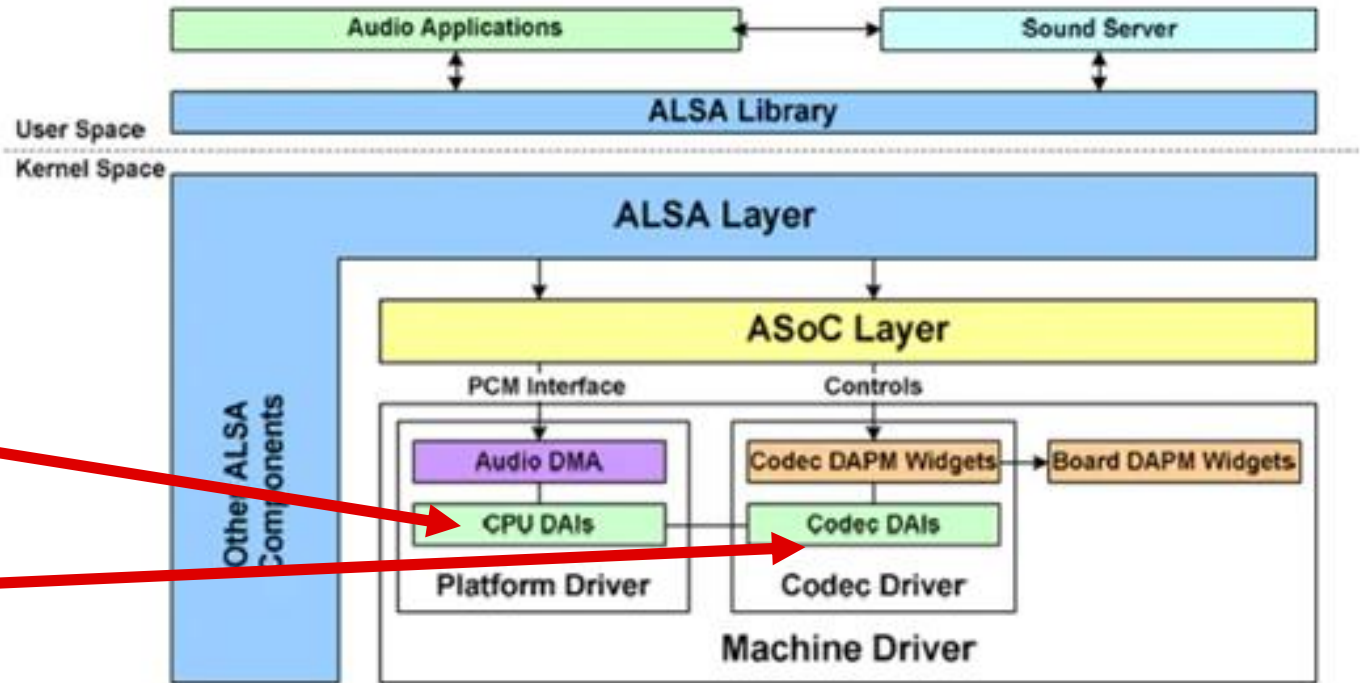 Audio Applications
Sound Server
ALSA Library
User Space
Kernel Space
ALSA Layer
ASoC Layer
PCM Interface
Controls
Other ALSA
Components
Audio DMA
Codec DAPM Widgets
Board DAPM Widgets
CPU DAIs
Codec DAIs
Platform Driver
Codec Driver
Machine Driver